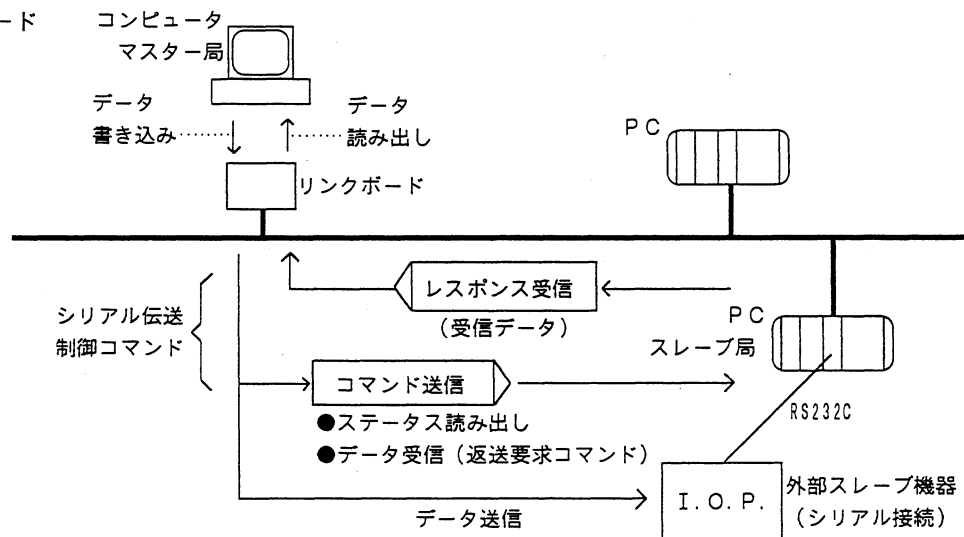 ード
コンピュータ
マスター局
データ
書き込み
データ
読み出し
リンクボード
PC
レスポンス受信
(受信データ)
PC
スレーブ局
シリアル伝送
制御コマンド
コマンド送信
●ステータス読み出し
●データ受信(返送要求コマンド)
RS232C
データ送信
I.O.P.
外部スレーブ機器
(シリアル接続)